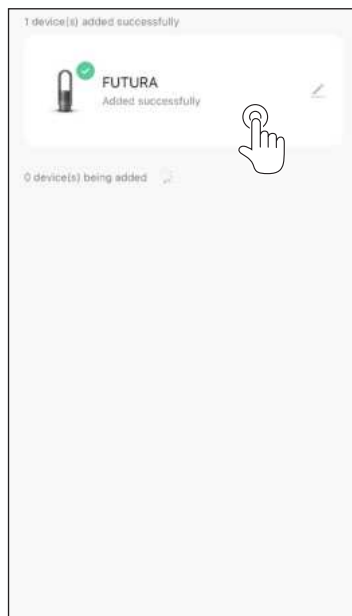 1 device(s) added successfully
FUTURA
Added successfully
0 device(s) being added